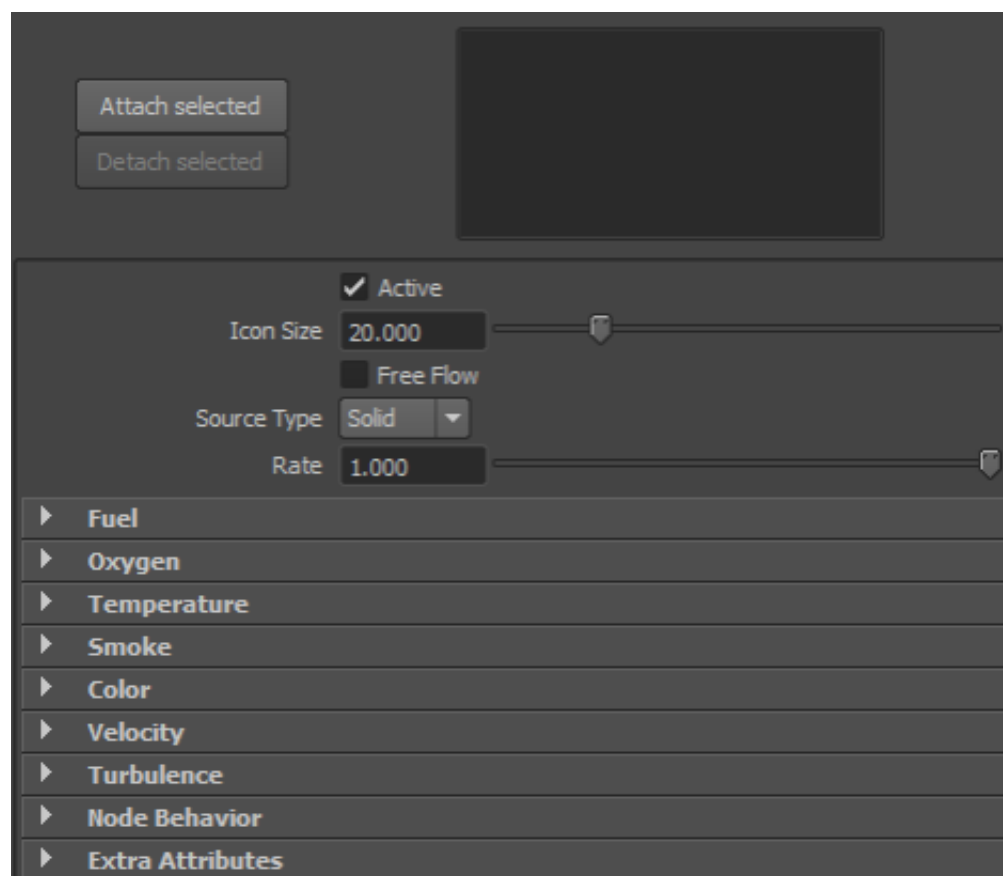 Attach selected
Detach selected
Active
Icon Size 20.000
Free Flow
Source Type Solid
Rate 1.000
Fuel
Oxygen
Temperature
Smoke
Color
Velocity
Turbulence
Node Behavior
Extra Attributes